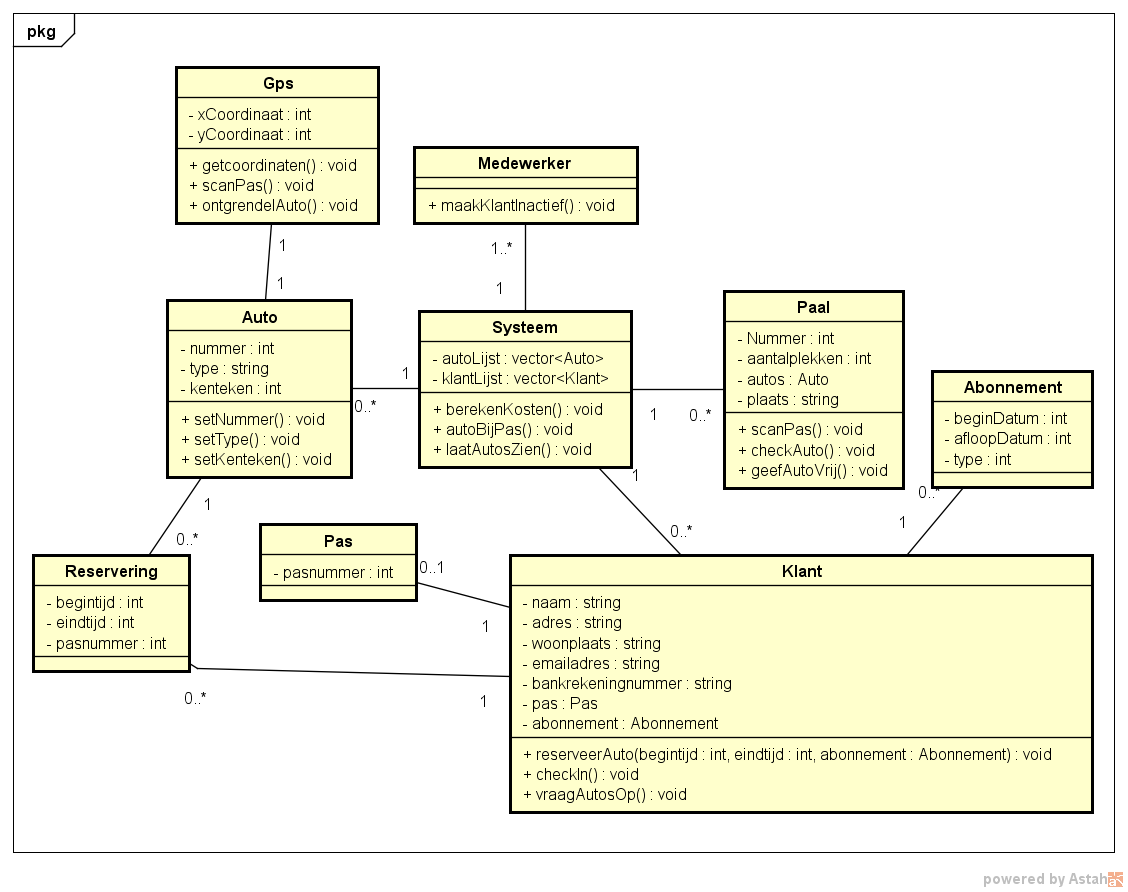 pkg
Gps
- xCoordinaat : int
- yCoordinaat : int
+ getcoordinaten() : void
+ scanPas() : void
+ ontgrendelAuto() : void
Medewerker
+ maakKlantInactief() : void
1
1
1..*
1
Auto
- nummer : int
- type : string
- kenteken : int
+ setNummer() : void
+ setType() : void
+ setKenteken() : void
1
0..*
Systeem
- autoLijst : vector<Auto>
- klantLijst : vector<Klant>
+ berekenKosten() : void
+ autoBijPas() : void
+ laatAutosZien() : void
1
0..*
Paal
- Nummer : int
- aantalplekken : int
- autos : Auto
- plaats : string
+ scanPas() : void
+ checkAuto() : void
+ geefAutoVrij() : void
Abonnement
- beginDatum : int
- afloopDatum : int
- type : int
1
0..*
1
0..*
0..*
1
Reservering
- begintijd : int
- eindtijd : int
- pasnummer : int
Pas
- pasnummer : int
0..1
1
0..*
1
Klant
- naam : string
- adres : string
- woonplaats : string
- emailadres : string
- bankrekeningnummer : string
- pas : Pas
- abonnement : Abonnement
+ reserveerAuto(begintijd : int, eindtijd : int, abonnement : Abonnement) : void
+ checkIn() : void
+ vraagAutosOp() : void
powered by Astah